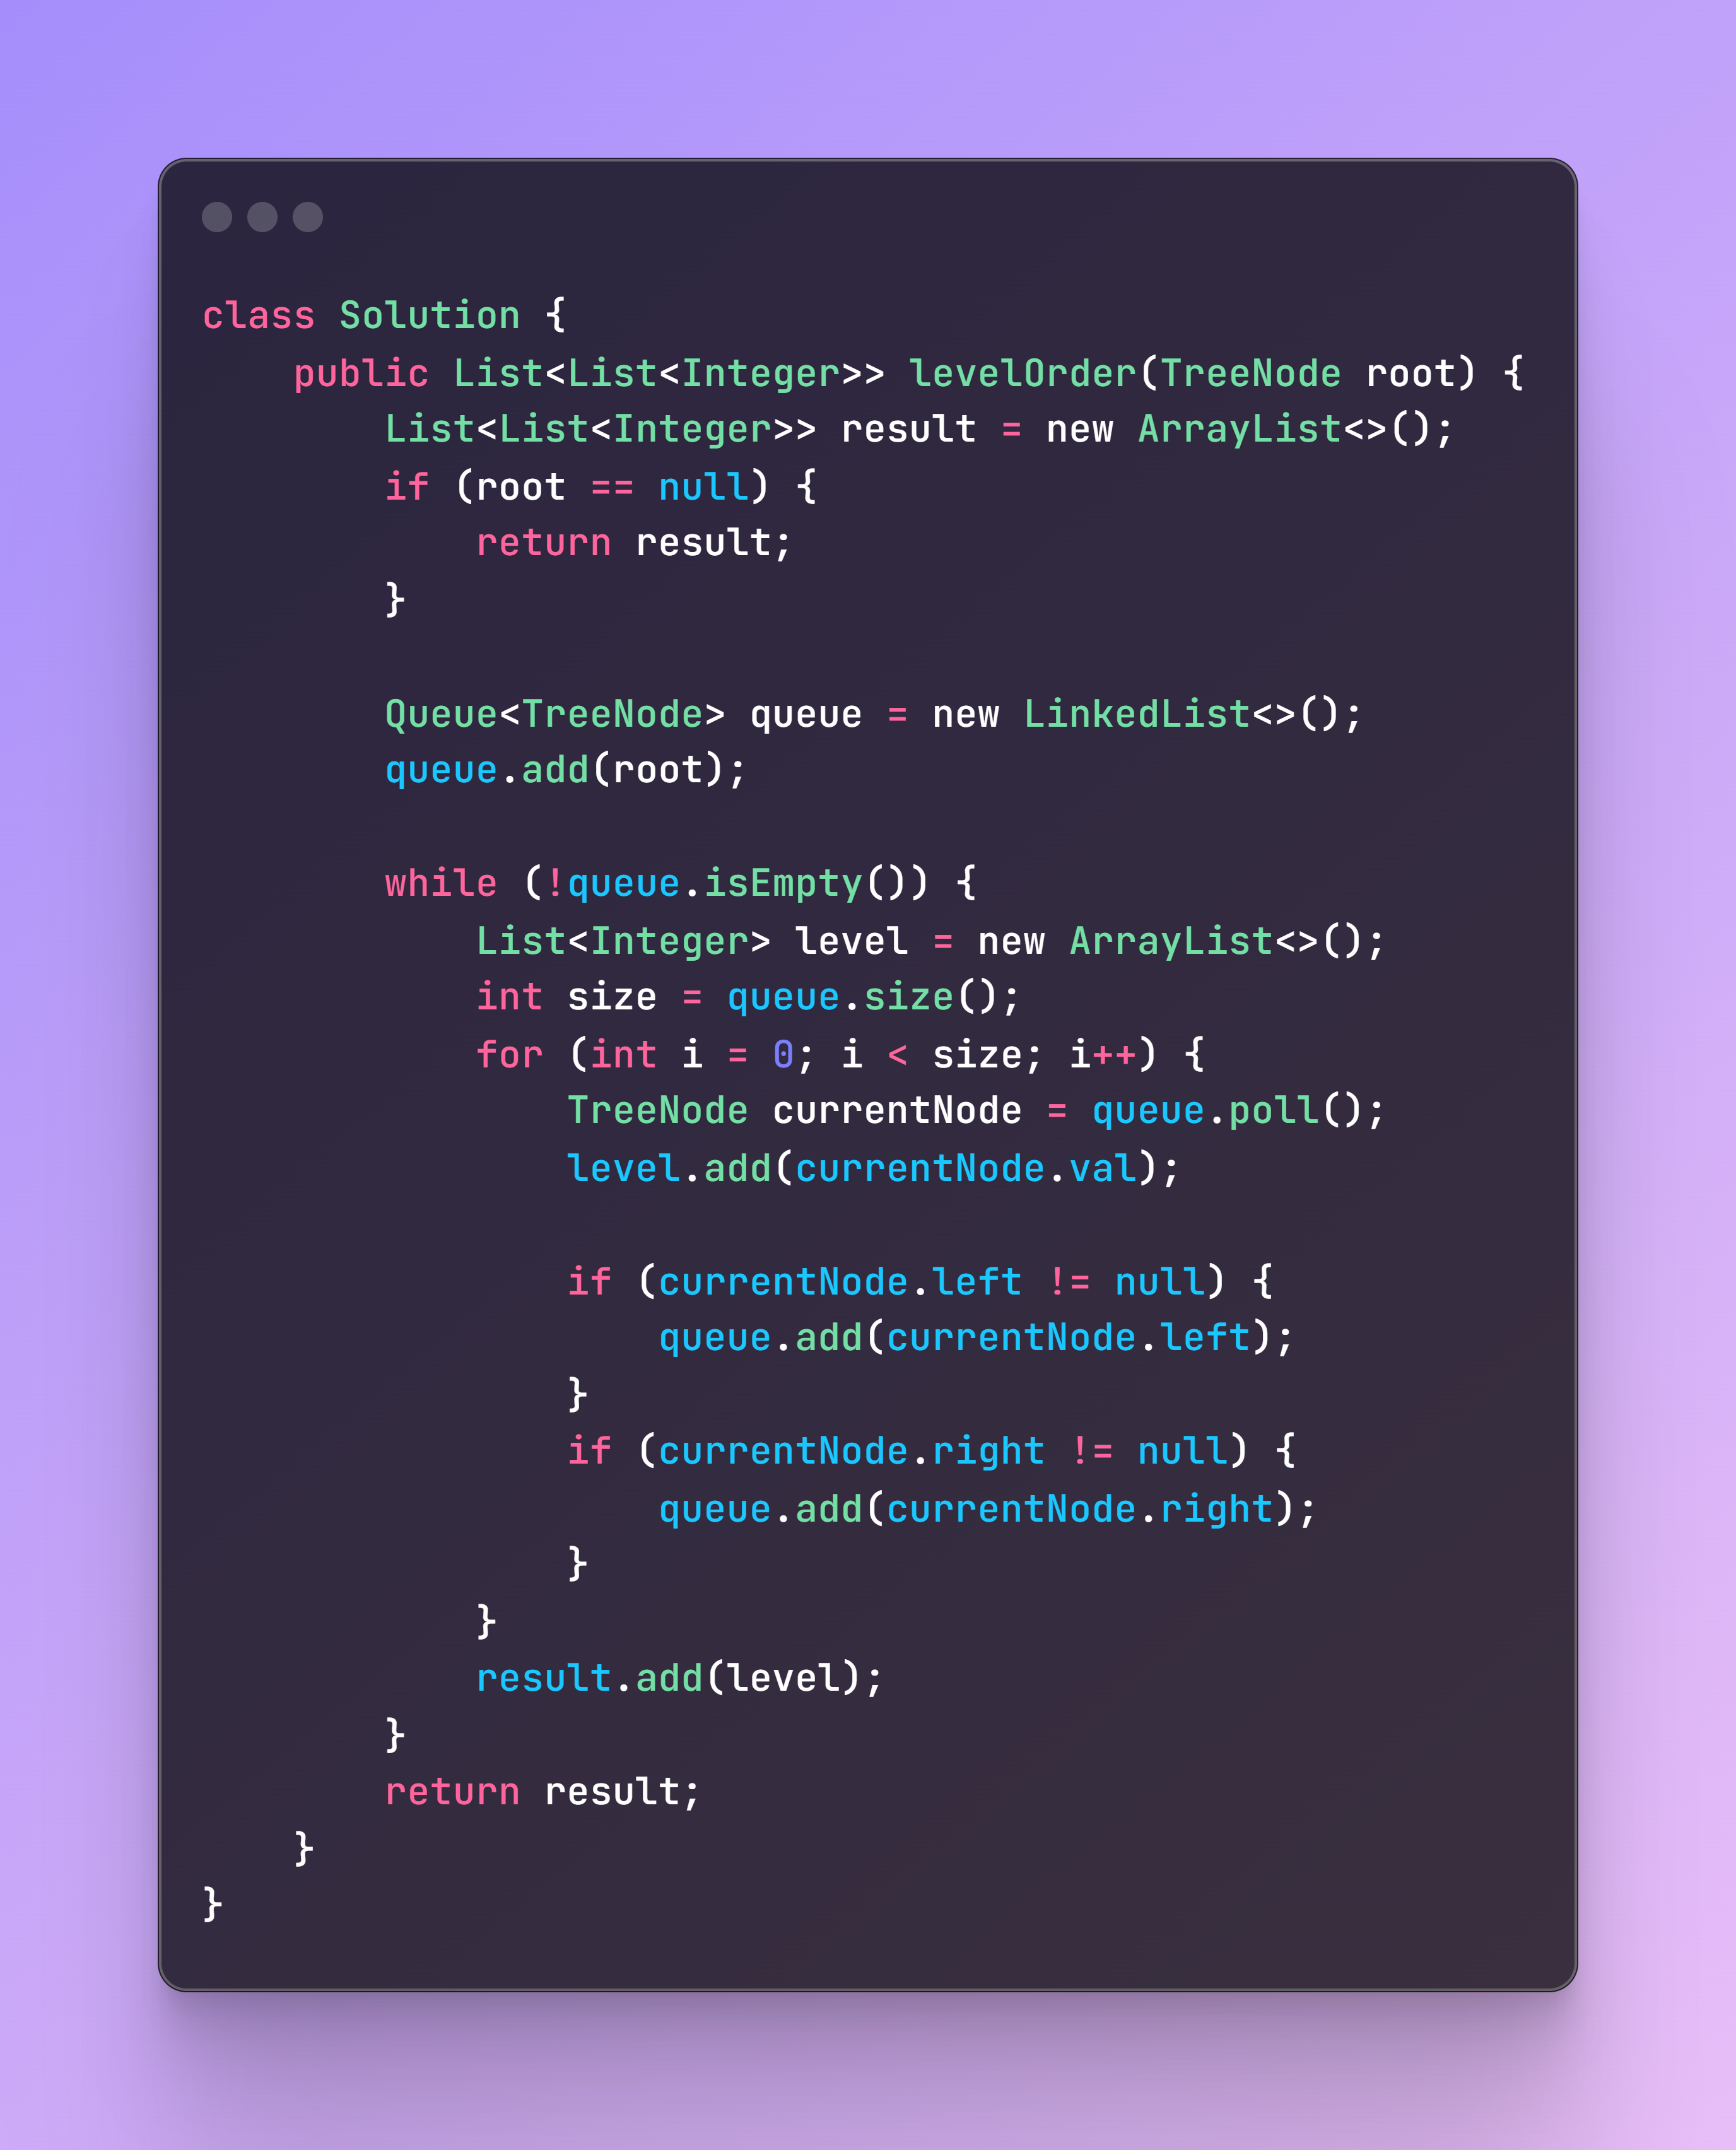 class Solution {
    public List<List<Integer>> levelOrder(TreeNode root) {
        List<List<Integer>> result = new ArrayList<>();
        if (root == null) {
            return result;
        }

        Queue<TreeNode> queue = new LinkedList<>();
        queue.add(root);

        while (!queue.isEmpty()) {
            List<Integer> level = new ArrayList<>();
            int size = queue.size();
            for (int i = 0; i < size; i++) {
                TreeNode currentNode = queue.poll();
                level.add(currentNode.val);

                if (currentNode.left != null) {
                    queue.add(currentNode.left);
                }
                if (currentNode.right != null) {
                    queue.add(currentNode.right);
                }
            }
            result.add(level);
        }
        return result;
    }
}